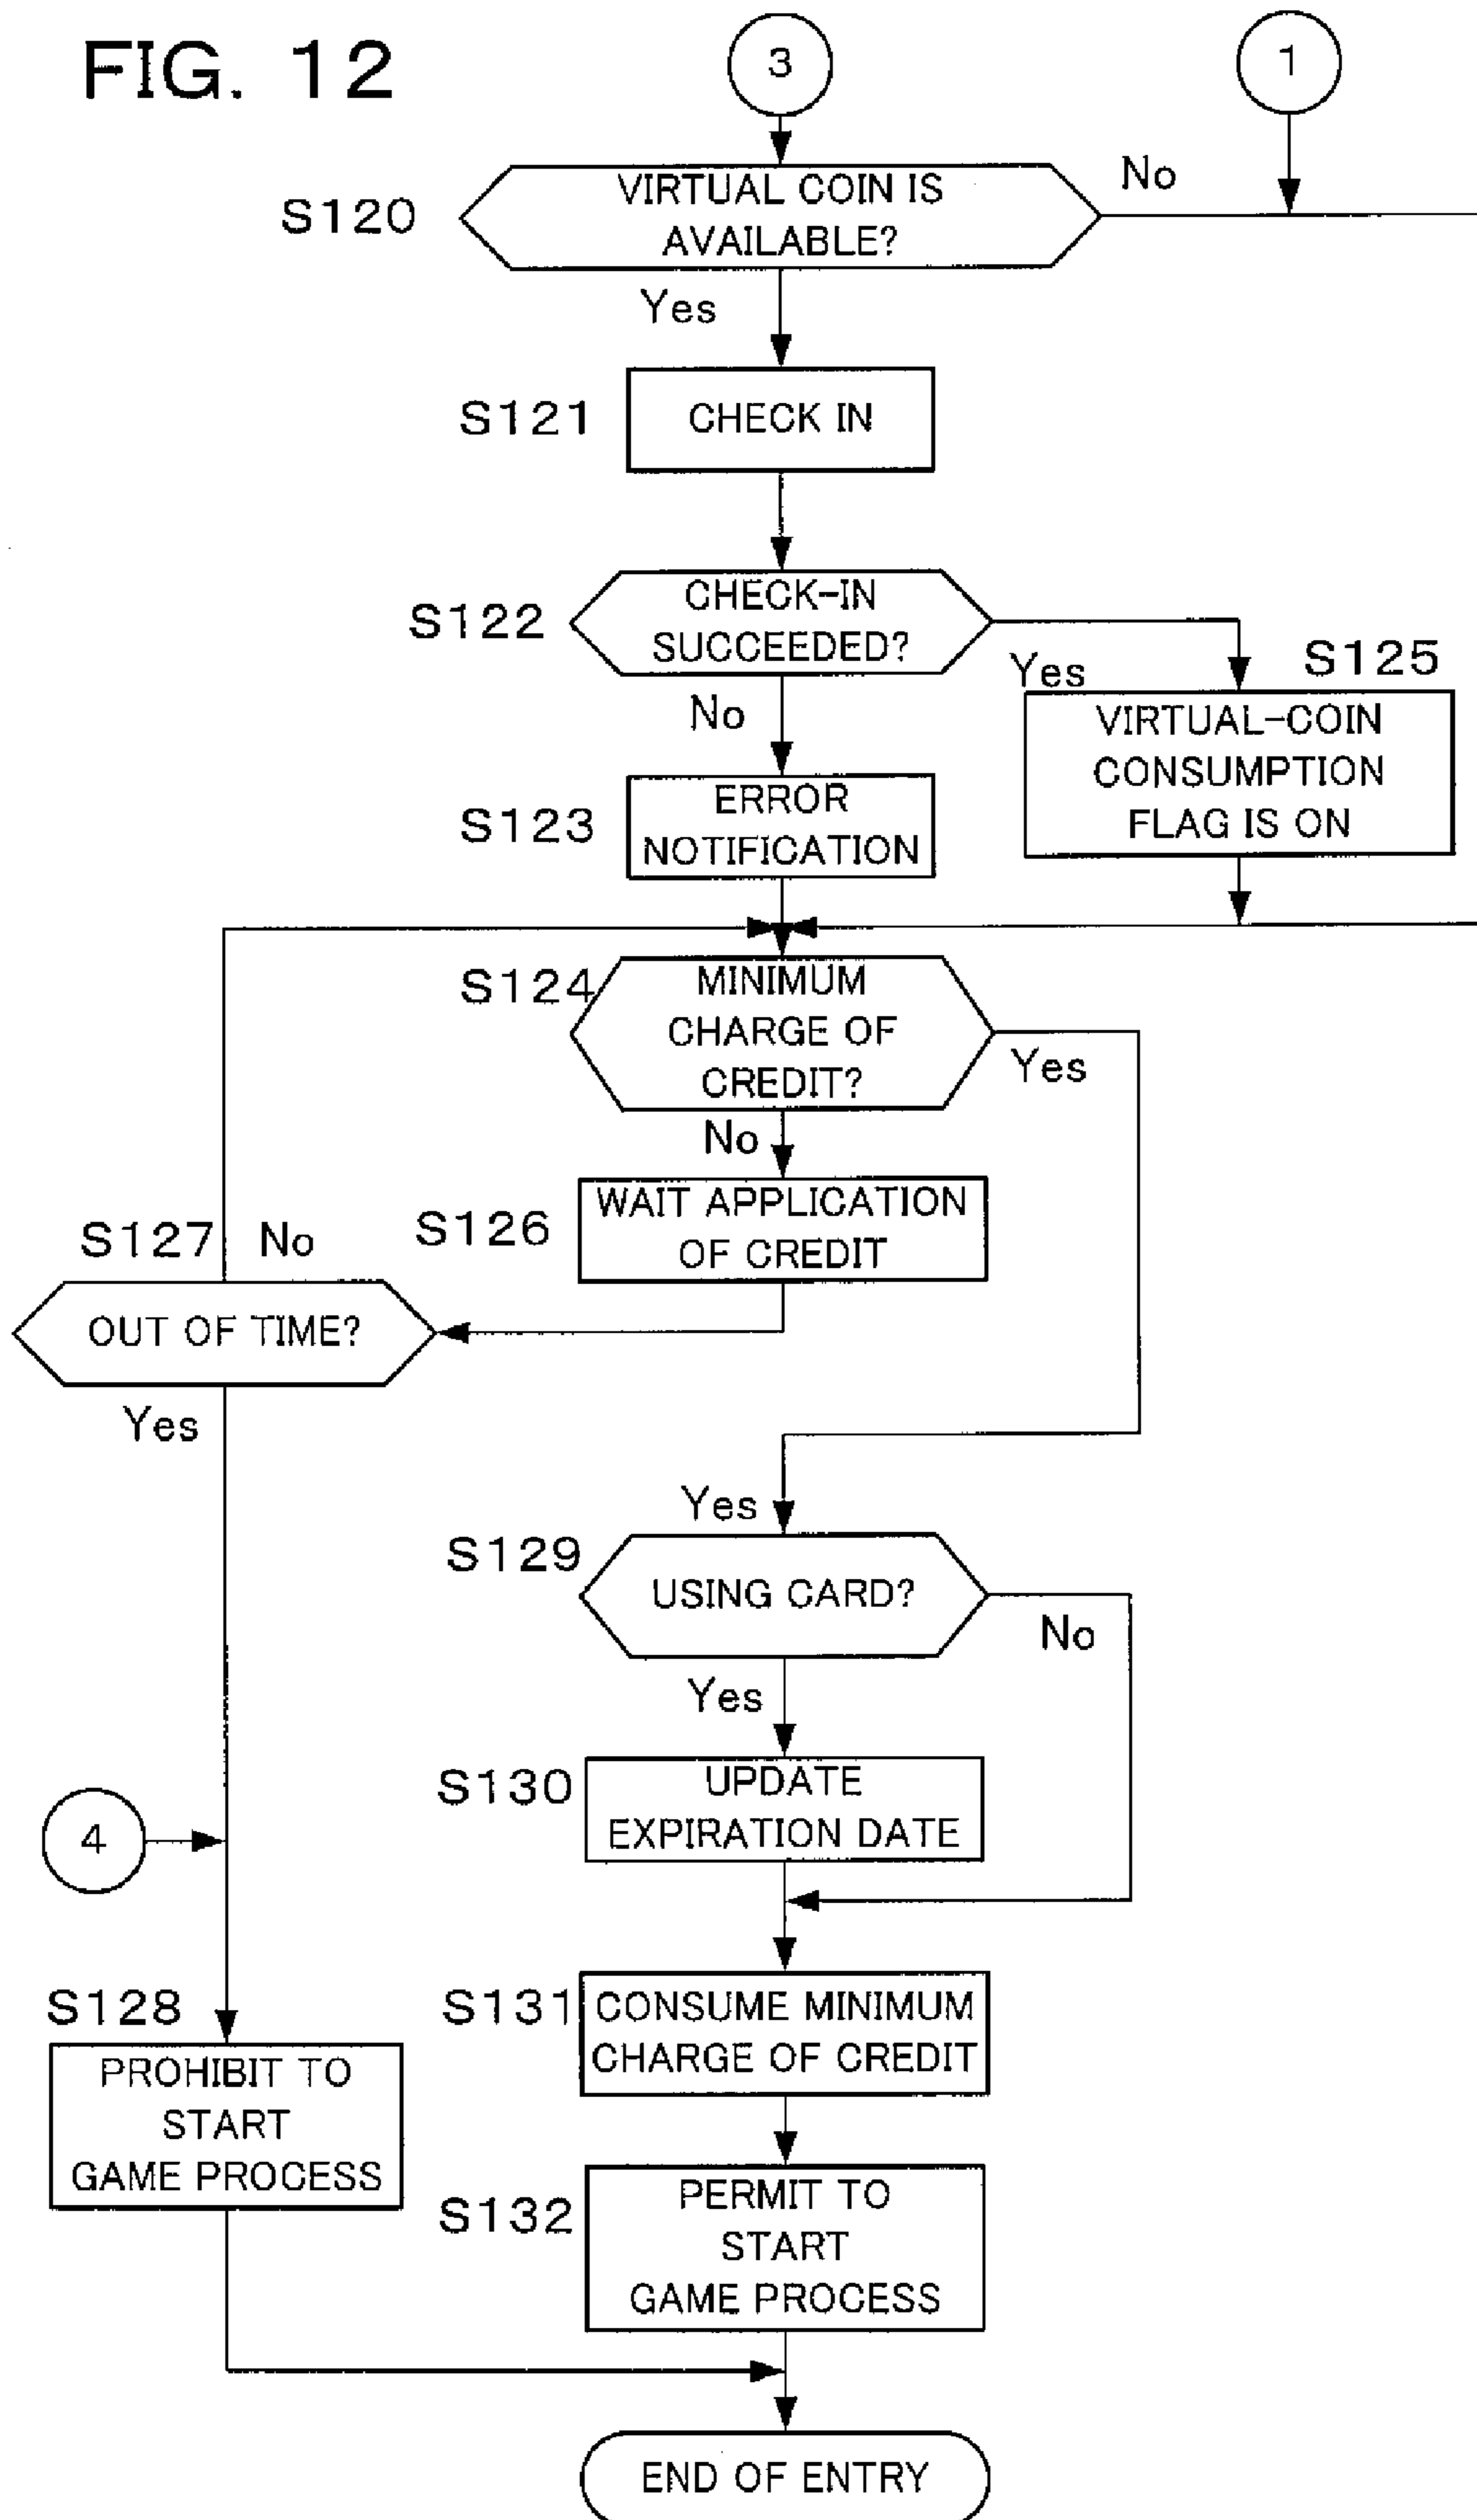 FIG. 12
3
1
S120
VIRTUAL COIN IS
AVAILABLE?
No
Yes
S121
CHECK IN
S122
CHECK-IN
SUCCEEDED?
Yes
S125
No
VIRTUAL-COIN
CONSUMPTION
FLAG IS ON
S123
ERROR
NOTIFICATION
S124
MINIMUM
CHARGE OF
CREDIT?
Yes
No
S126
WAIT APPLICATION
OF CREDIT
S127
No
OUT OF TIME?
Yes
Yes
S129
USING CARD?
No
Yes
S130
UPDATE
EXPIRATION DATE
4
S131
CONSUME MINIMUM
CHARGE OF CREDIT
S128
PROHIBIT TO
START
GAME PROCESS
S132
PERMIT TO
START
GAME PROCESS
END OF ENTRY